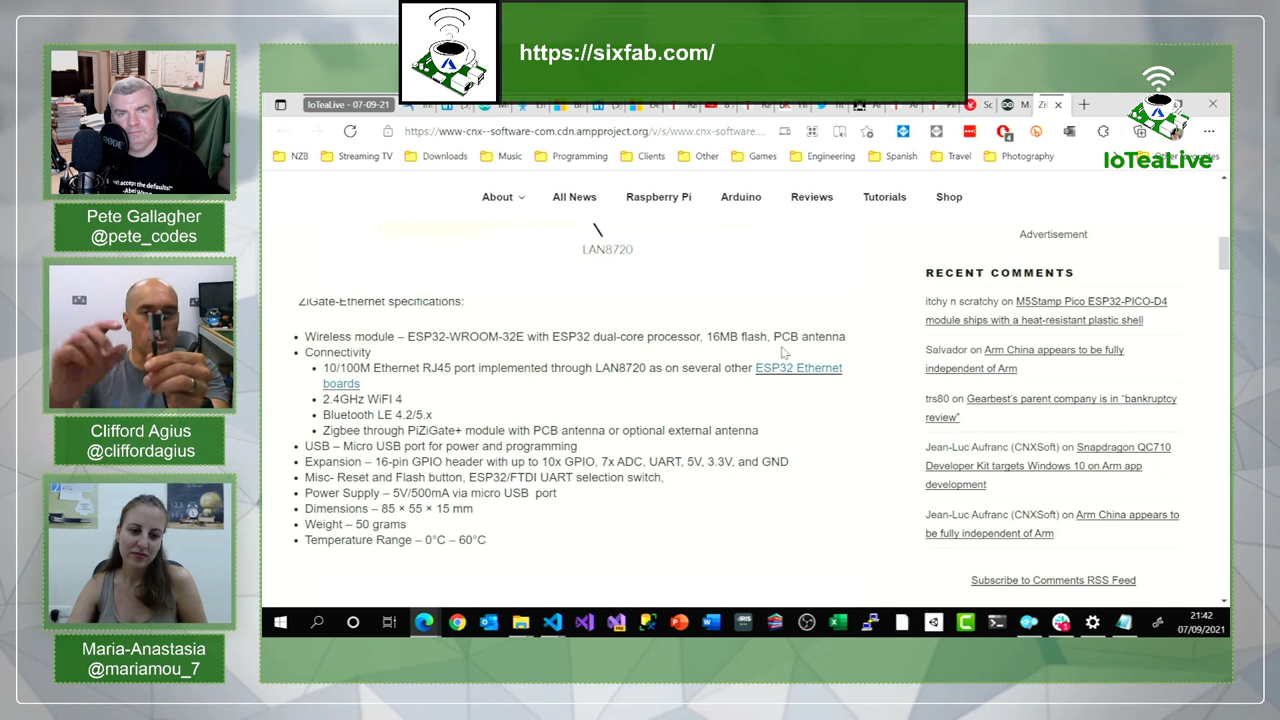 https://sixfab.com/
IoTeaLive - 07-09-21
https://www-cnx--software-com.cdn.ampproject.org/v/s/www.cnx-software....
NZB
Streaming TV
Downloads
Music
Programming
Clients
Other
Games
Engineering
Spanish
Travel
Photography
IoTeaLive
About
All News
Raspberry Pi
Arduino
Reviews
Tutorials
Shop
LAN8720
ZiGate-Ethernet specifications:
Wireless module – ESP32-WROOM-32E with ESP32 dual-core processor, 16MB flash, PCB antenna
Connectivity
10/100M Ethernet RJ45 port implemented through LAN8720 as on several other ESP32 Ethernet
boards
2.4GHz WiFI 4
Bluetooth LE 4.2/5.x
Zigbee through PiZiGate+ module with PCB antenna or optional external antenna
USB – Micro USB port for power and programming
Expansion – 16-pin GPIO header with up to 10x GPIO, 7x ADC, UART, 5V, 3.3V, and GND
Misc- Reset and Flash button, ESP32/FTDI UART selection switch,
Power Supply – 5V/500mA via micro USB port
Dimensions – 85 × 55 × 15 mm
Weight – 50 grams
Temperature Range – 0°C – 60°C
Advertisement
RECENT COMMENTS
itchy n scratchy on M5Stamp Pico ESP32-PICO-D4
module ships with a heat-resistant plastic shell
Salvador on Arm China appears to be fully
independent of Arm
trs80 on Gearbest's parent company is in "bankruptcy
review"
Jean-Luc Aufranc (CNXSoft) on Snapdragon QC710
Developer Kit targets Windows 10 on Arm app
development
Jean-Luc Aufranc (CNXSoft) on Arm China appears to
be fully independent of Arm
Subscribe to Comments RSS Feed
21:42
07/09/2021
Pete Gallagher
@pete_codes
Clifford Agius
@cliffordagius
Maria-Anastasia
@mariamou_7